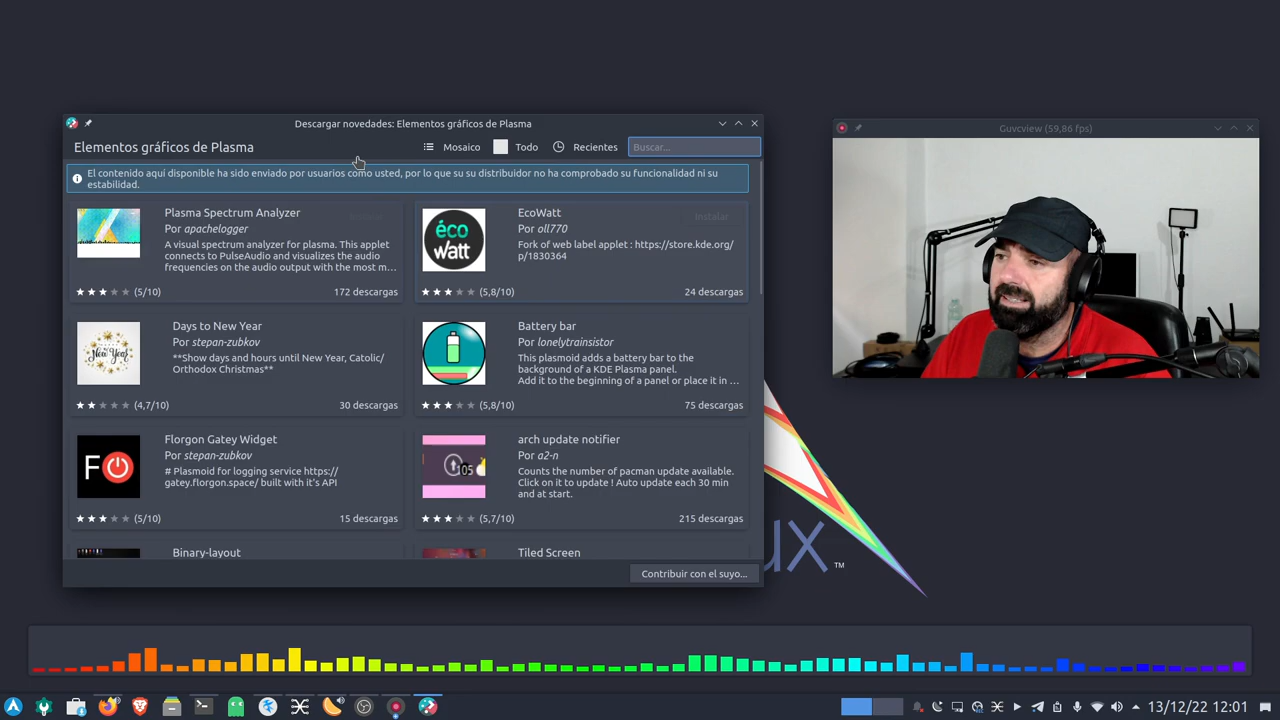 Descargar novedades: Elementos gráficos de Plasma
Elementos gráficos de Plasma
Mosaico
Todo
Recientes
Buscar...
El contenido aquí disponible ha sido enviado por usuarios como usted, por lo que su su distribuidor no ha comprobado su funcionalidad ni su
estabilidad.
Plasma Spectrum Analyzer
Instalar
Por apachelogger
A visual spectrum analyzer for plasma. This applet
connects to PulseAudio and visualizes the audio
frequencies on the audio output with the most m...
(5/10)
172 descargas
EcoWatt
Instalar
Por oll770
Fork of web label applet : https://store.kde.org/
p/1830364
éco
watt
(5,8/10)
24 descargas
Days to New Year
Por stepan-zubkov
**Show days and hours until New Year, Catolic/
Orthodox Christmas**
New Year
(4,7/10)
30 descargas
Battery bar
Por lonelytrainsistor
This plasmoid adds a battery bar to the
background of a KDE Plasma panel.
Add it to the beginning of a panel or place it in ...
(5,8/10)
75 descargas
Florgon Gatey Widget
Por stepan-zubkov
# Plasmoid for logging service https://
gatey.florgon.space/ built with it's API
F
(5/10)
15 descargas
arch update notifier
Por a2-n
Counts the number of pacman update available.
Click on it to update ! Auto update each 30 min
and at start.
105
(5,7/10)
215 descargas
Binary-layout
Tiled Screen
Contribuir con el suyo...
Guvcview (59,86 fps)
ux
™
13/12/22 12:01